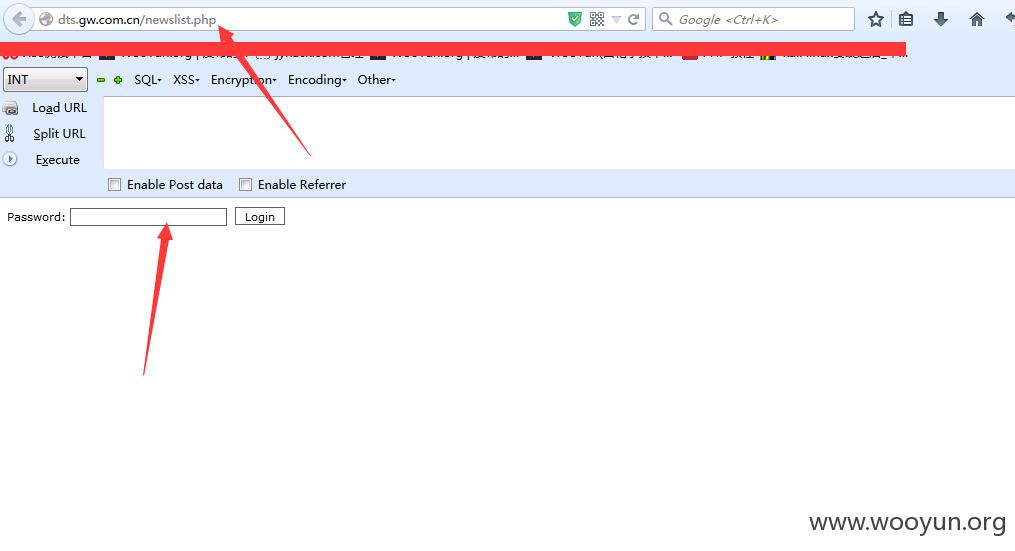 dts.gw.com.cn/newslist.php
Google <Ctrl+K>
INT SQL▾ XSS▾ Encryption▾ Encoding▾ Other▾
Load URL
Split URL
Execute
Enable Post data Enable Referrer
Password: Login
www.wooyun.org